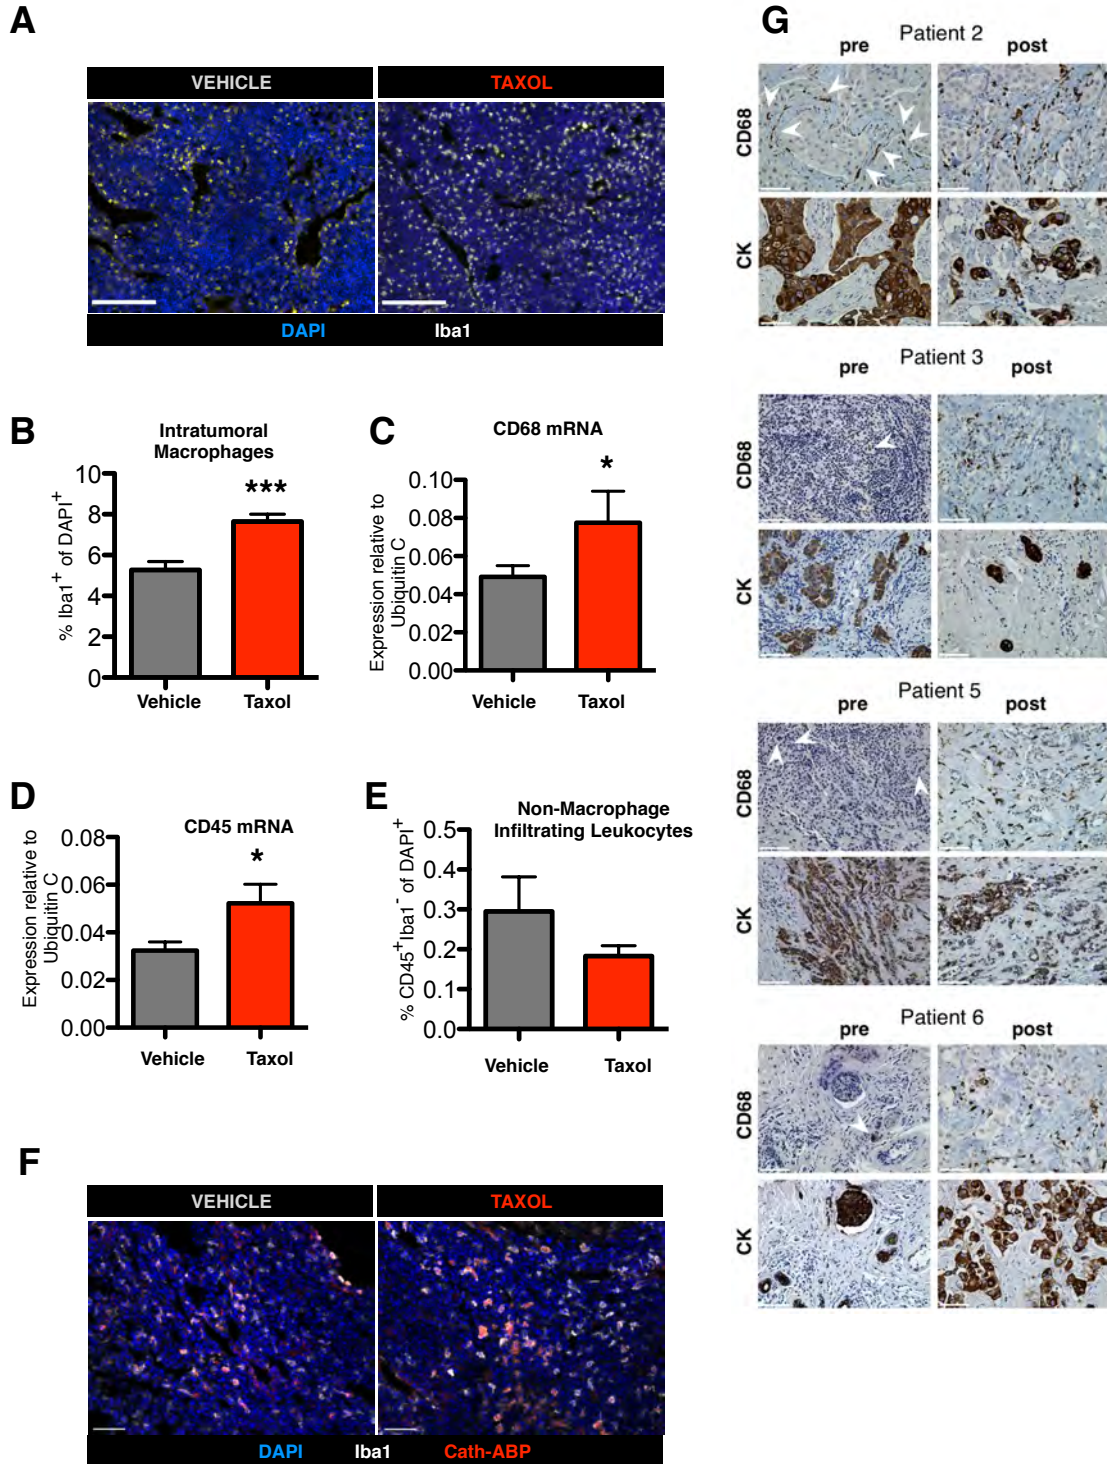 A
VEHICLE
TAXOL
DAPI
Iba1
B
Intratumoral
Macrophages
% Iba1+ of DAPI+
10
8
6
4
2
0
***
Vehicle
Taxol
C
CD68 mRNA
Expression relative to
Ubiquitin C
0.10
0.08
0.06
0.04
0.02
0.00
*
Vehicle
Taxol
D
CD45 mRNA
Expression relative to
Ubiquitin C
0.08
0.06
0.04
0.02
0.00
*
Vehicle
Taxol
E
Non-Macrophage
Infiltrating Leukocytes
% CD45+Iba1- of DAPI+
0.5
0.4
0.3
0.2
0.1
0.0
Vehicle
Taxol
F
VEHICLE
TAXOL
DAPI
Iba1
Cath-ABP
G
Patient 2
pre
post
CD68
CK
Patient 3
pre
post
CD68
CK
Patient 5
pre
post
CD68
CK
Patient 6
pre
post
CD68
CK